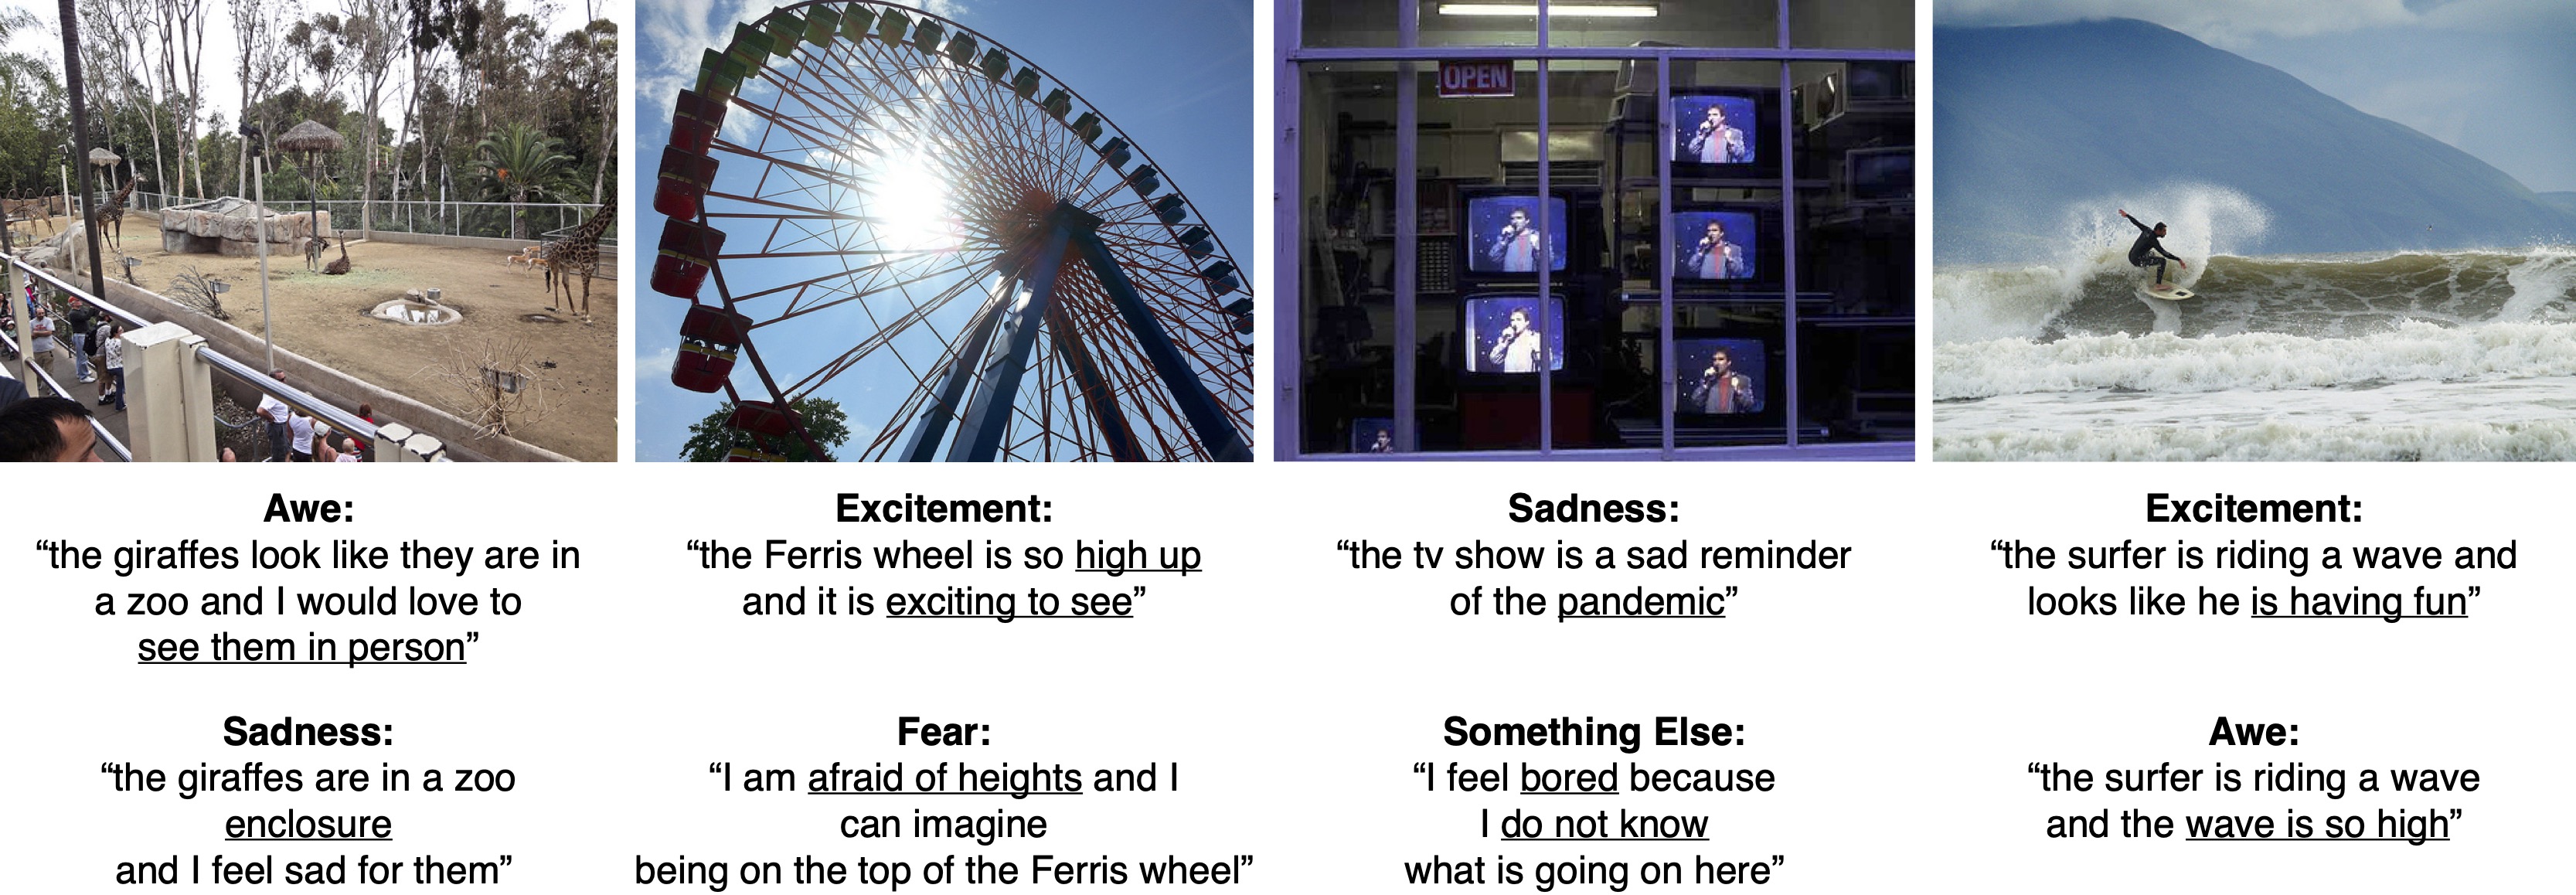 OPEN
Awe:
“the giraffes look like they are in
a zoo and I would love to
see them in person”
Sadness:
“the giraffes are in a zoo
enclosure
and I feel sad for them”
Excitement:
“the Ferris wheel is so high up
and it is exciting to see”
Fear:
“I am afraid of heights and I
can imagine
being on the top of the Ferris wheel”
Sadness:
“the tv show is a sad reminder
of the pandemic”
Something Else:
“I feel bored because
I do not know
what is going on here”
Excitement:
“the surfer is riding a wave and
looks like he is having fun”
Awe:
“the surfer is riding a wave
and the wave is so high”